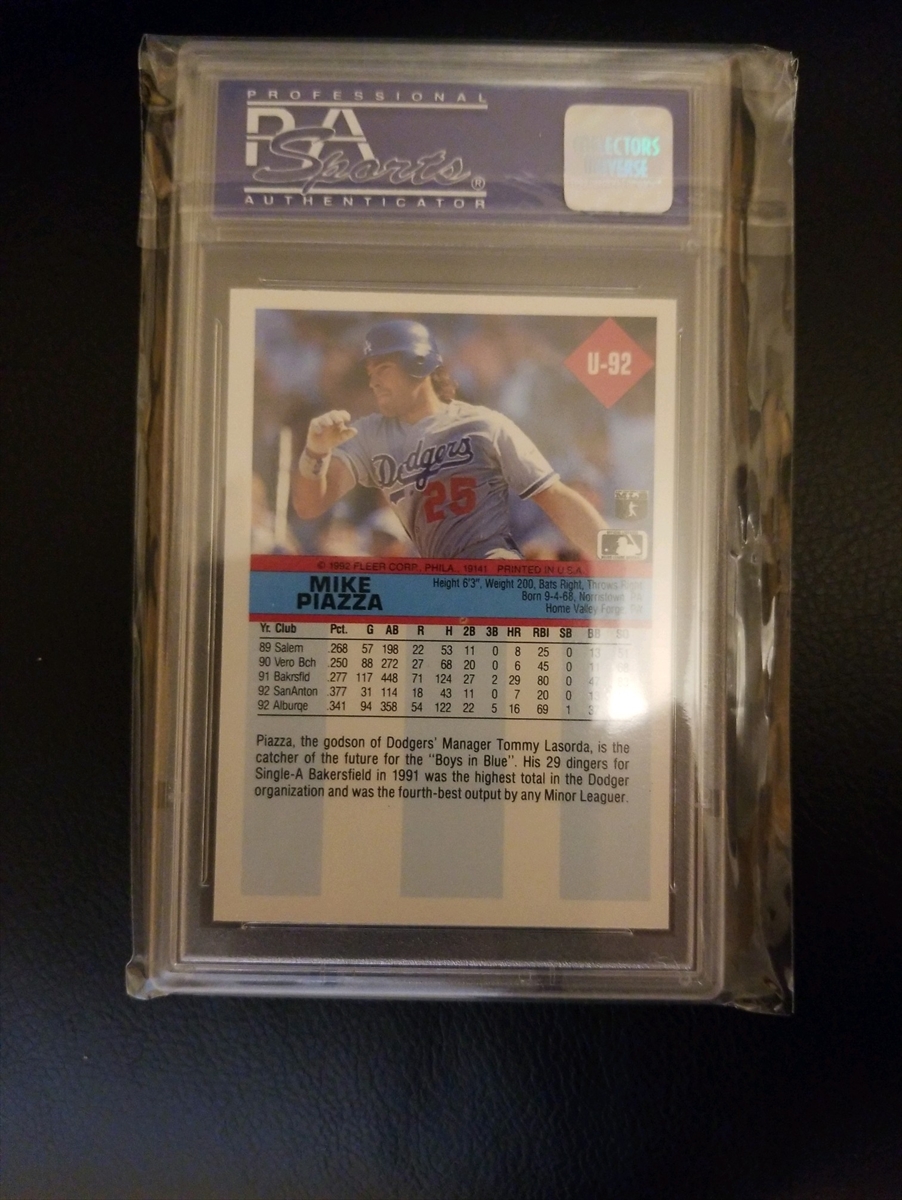 PROFESSIONAL
PSA
Sports®
AUTHENTICATOR
COLLECTORS
UNIVERSE
U-92
Dodgers
25
© 1992 FLEER CORP., PHILA., 19141 PRINTED IN U.S.A.
MIKE
PIAZZA
Height 6'3", Weight 200, Bats Right, Throws Right
Born 9-4-68, Norristown, PA
Home Valley Forge, PA
Yr. Club Pct. G AB R H 2B 3B HR RBI SB BB SO
89 Salem .268 57 198 22 53 11 0 8 25 0 13
90 Vero Bch .250 88 272 27 68 20 0 6 45 0
91 Bakrsfld .277 117 448 71 124 27 2 29 80 0
92 SanAnton .377 31 114 18 43 11 0 7 20 0
92 Alburqe .341 94 358 54 122 22 5 16 69 1
Piazza, the godson of Dodgers' Manager Tommy Lasorda, is the
catcher of the future for the "Boys in Blue". His 29 dingers for
Single-A Bakersfield in 1991 was the highest total in the Dodger
organization and was the fourth-best output by any Minor Leaguer.